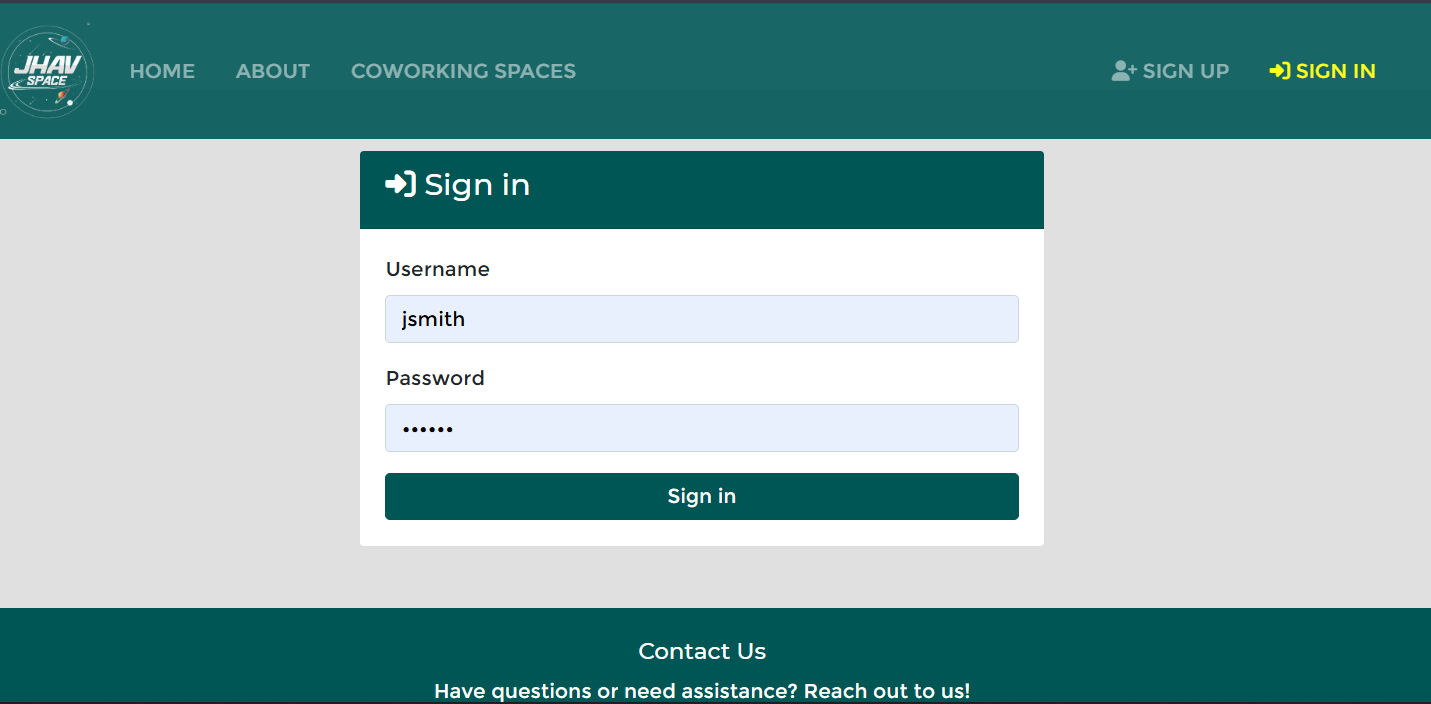 JHAV
SPACE
HOME ABOUT COWORKING SPACES SIGN UP SIGN IN
Sign in
Username
jsmith
Password
••••••
Sign in
Contact Us
Have questions or need assistance? Reach out to us!